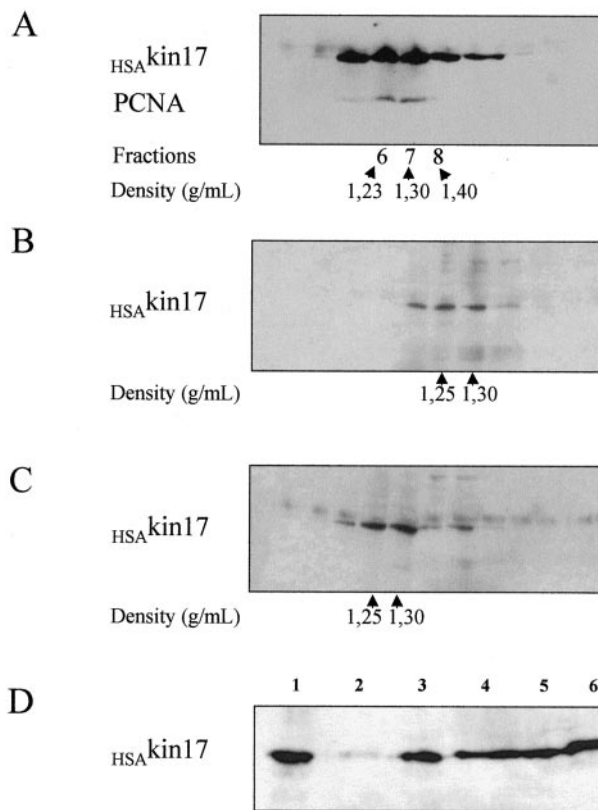 A
HSAkin17
PCNA
Fractions 6 7 8
Density (g/mL) 1,23 1,30 1,40
B
HSAkin17
Density (g/mL) 1,25 1,30
C
HSAkin17
Density (g/mL) 1,25 1,30
1 2 3 4 5 6
D
HSAkin17